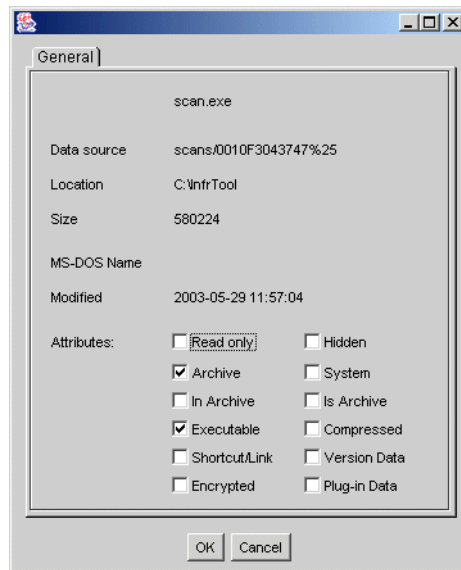 General
scan.exe
Data source scans/0010F3043747%25
Location C:\InfrTool
Size 580224
MS-DOS Name
Modified 2003-05-29 11:57:04
Attributes: Read only Hidden
Archive System
In Archive Is Archive
Executable Compressed
Shortcut/Link Version Data
Encrypted Plug-in Data
OK Cancel